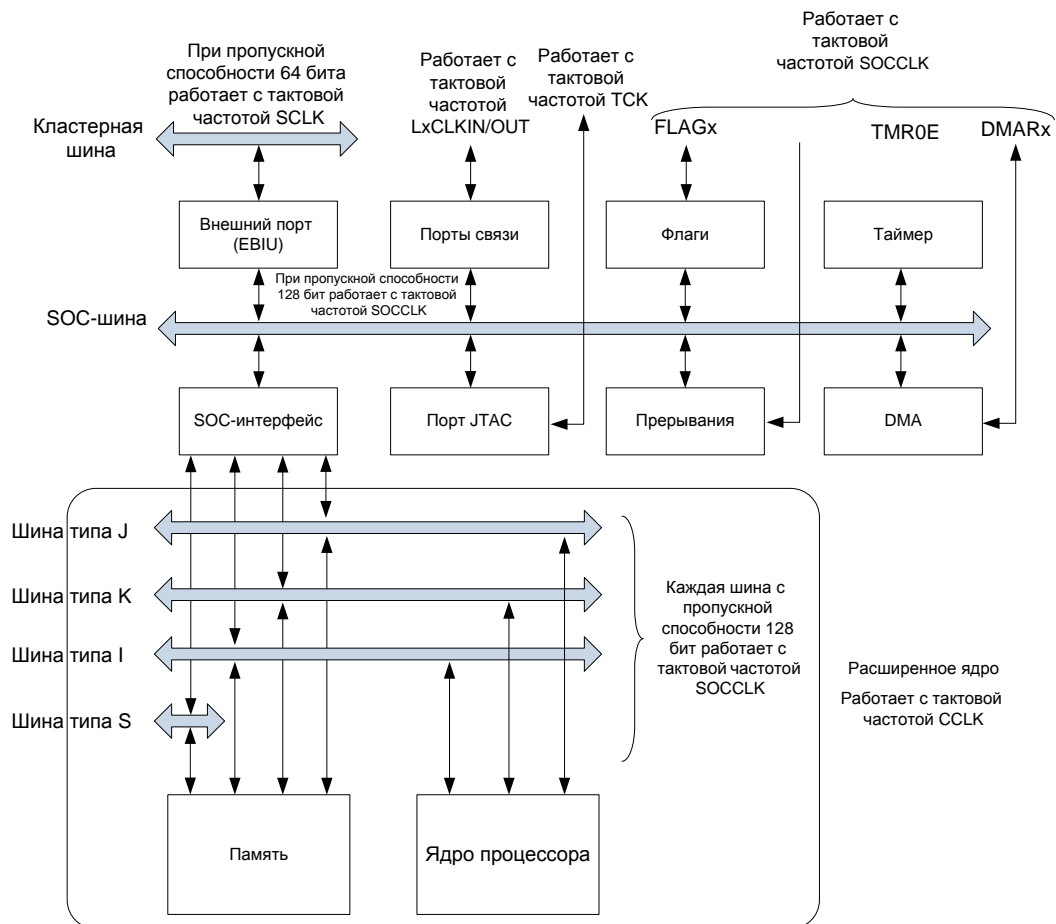 При пропускной
способности 64 бита
работает с тактовой
частотой SCLK
Работает с
тактовой
частотой
LxCLKIN/OUT
Работает с
тактовой
частотой TCK
Работает с
тактовой
частотой SOCCLK
Кластерная
шина
FLAGx
TMR0E
DMARx
Внешний порт
(EBIU)
Порты связи
Флаги
Таймер
При пропускной способности
128 бит работает с тактовой
частотой SOCCLK
SOC-шина
SOC-интерфейс
Порт JTAC
Прерывания
DMA
Шина типа J
Шина типа K
Шина типа I
Шина типа S
Каждая шина с
пропускной
способности 128
бит работает с
тактовой частотой
SOCCLK
Расширенное ядро
Работает с тактовой
частотой CCLK
Память
Ядро процессора